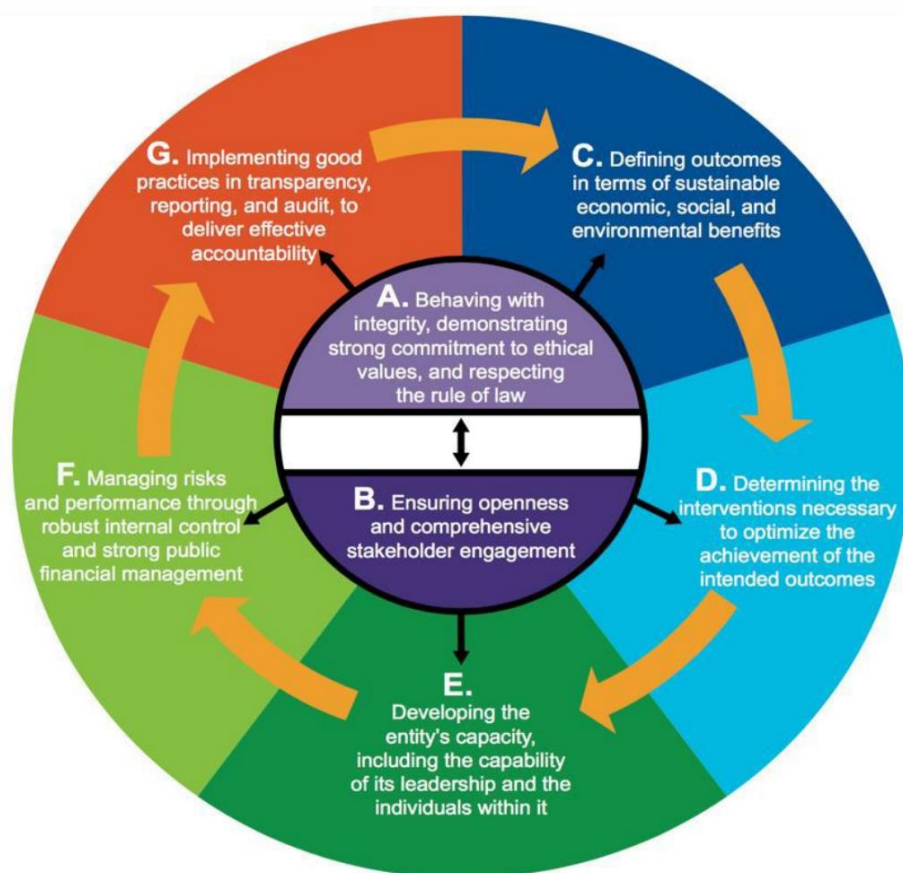 G. Implementing good
practices in transparency,
reporting, and audit, to
deliver effective
accountability
C. Defining outcomes
in terms of sustainable
economic, social, and
environmental benefits
A. Behaving with
integrity, demonstrating
strong commitment to ethical
values, and respecting
the rule of law
F. Managing risks
and performance through
robust internal control
and strong public
financial management
B. Ensuring openness
and comprehensive
stakeholder engagement
D. Determining the
interventions necessary
to optimize the
achievement of the
intended outcomes
E.
Developing the
entity's capacity,
including the capability
of its leadership and the
individuals within it